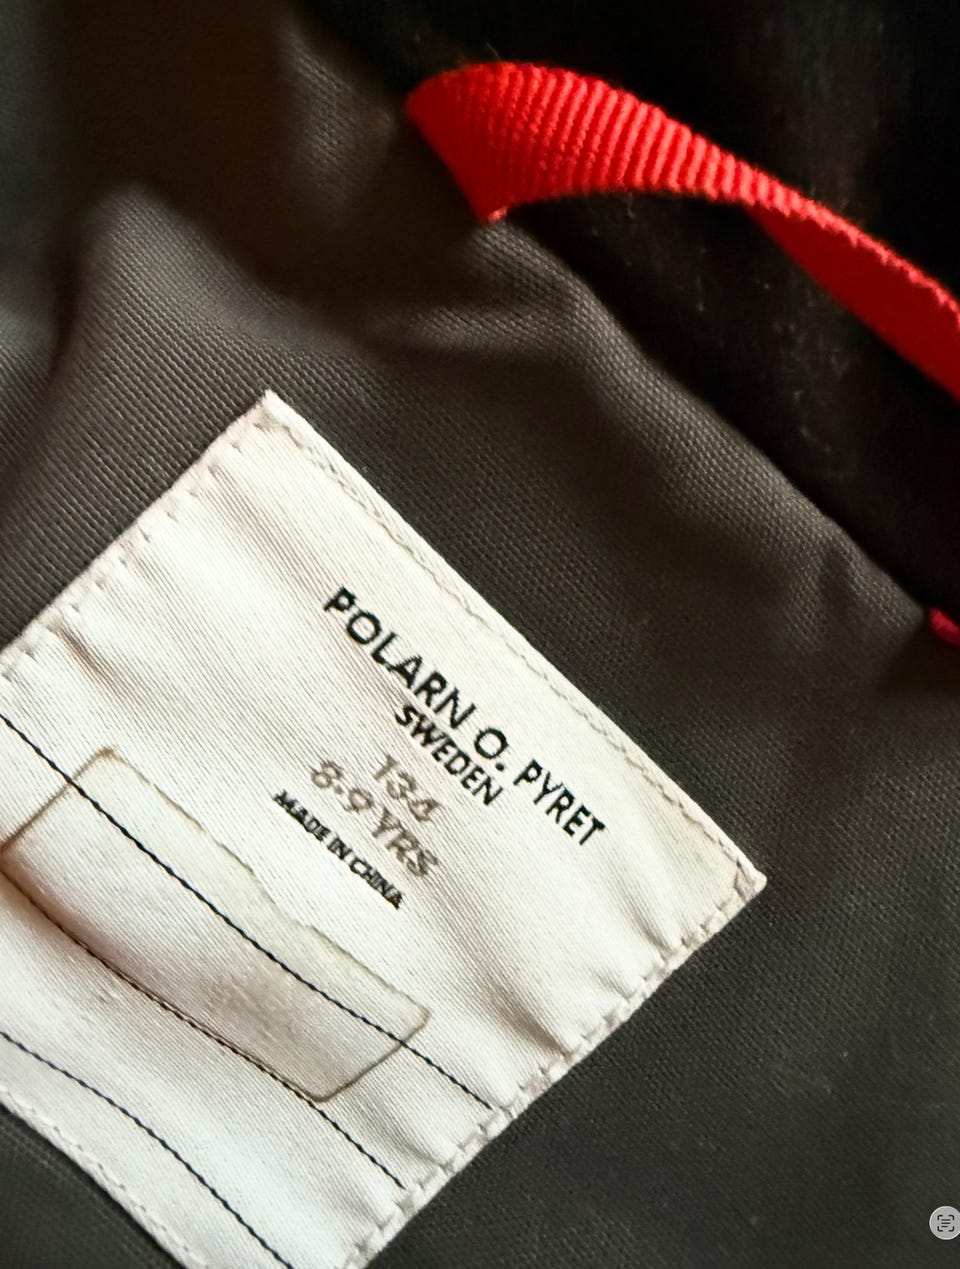 POLARN O. PYRET
SWEDEN
134
8-9 YRS
MADE IN CHINA